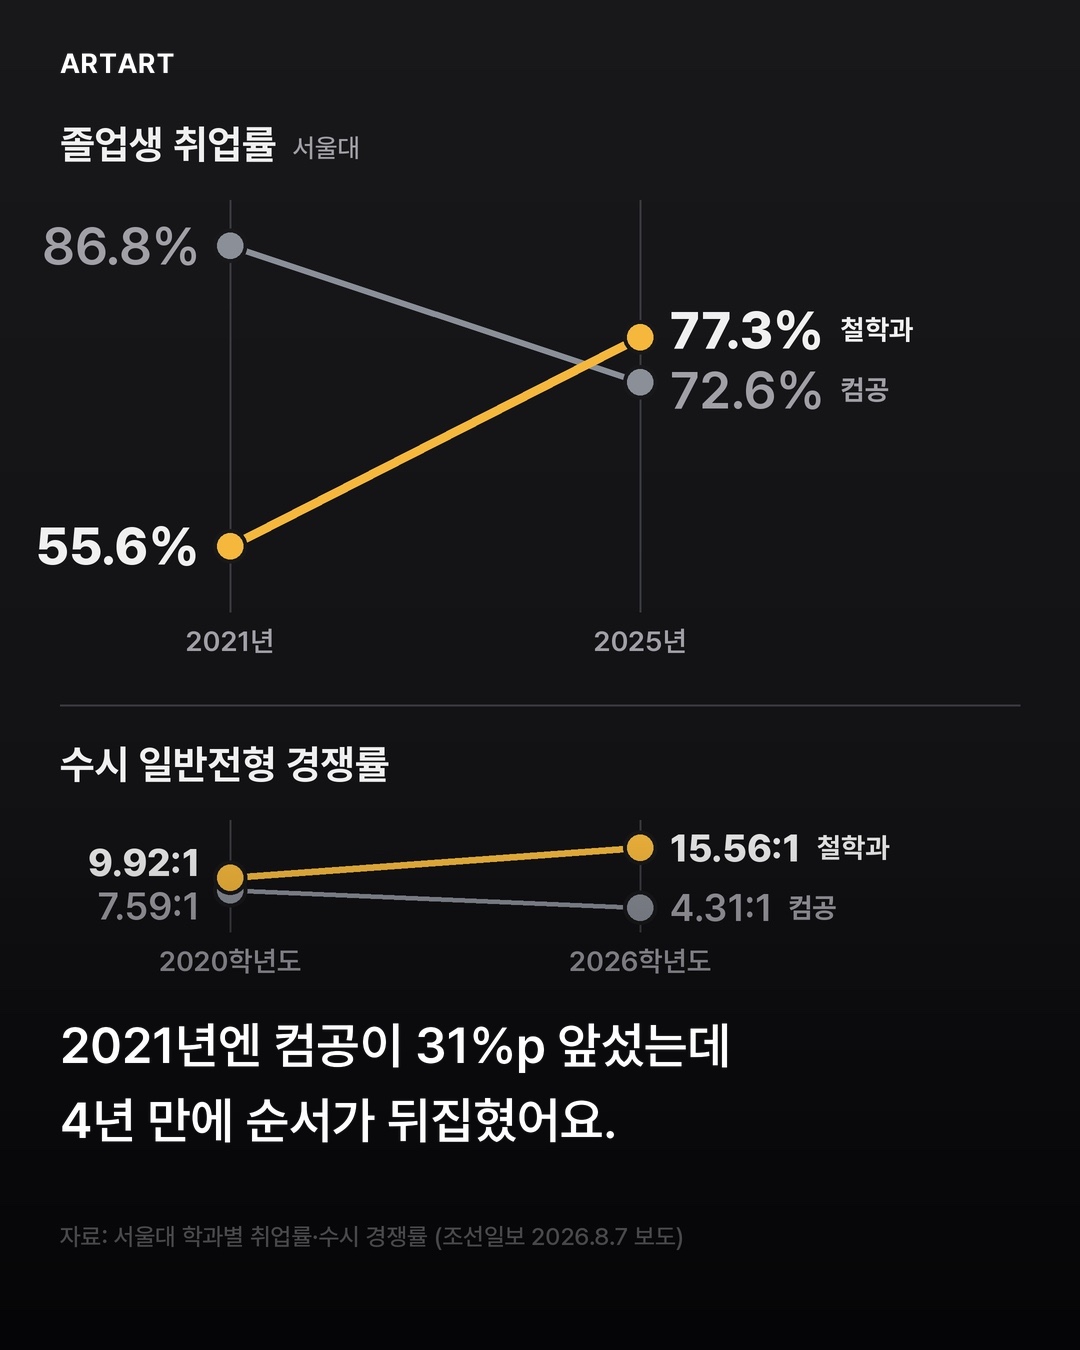 ARTART
졸업생 취업률 서울대
86.8%
77.3% 철학과
72.6% 컴공
55.6%
2021년 2025년
수시 일반전형 경쟁률
9.92:1 15.56:1 철학과
7.59:1 4.31:1 컴공
2020학년도 2026학년도
2021년엔 컴공이 31%p 앞섰는데
4년 만에 순서가 뒤집혔어요.
자료: 서울대 학과별 취업률·수시 경쟁률 (조선일보 2026.8.7 보도)